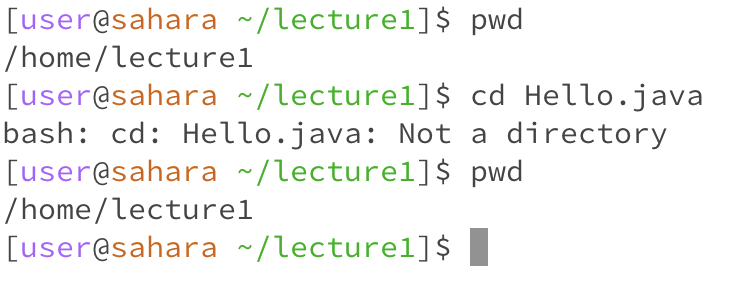 [user@sahara ~/lecture1]$ pwd
/home/lecture1
[user@sahara ~/lecture1]$ cd Hello.java
bash: cd: Hello.java: Not a directory
[user@sahara ~/lecture1]$ pwd
/home/lecture1
[user@sahara ~/lecture1]$